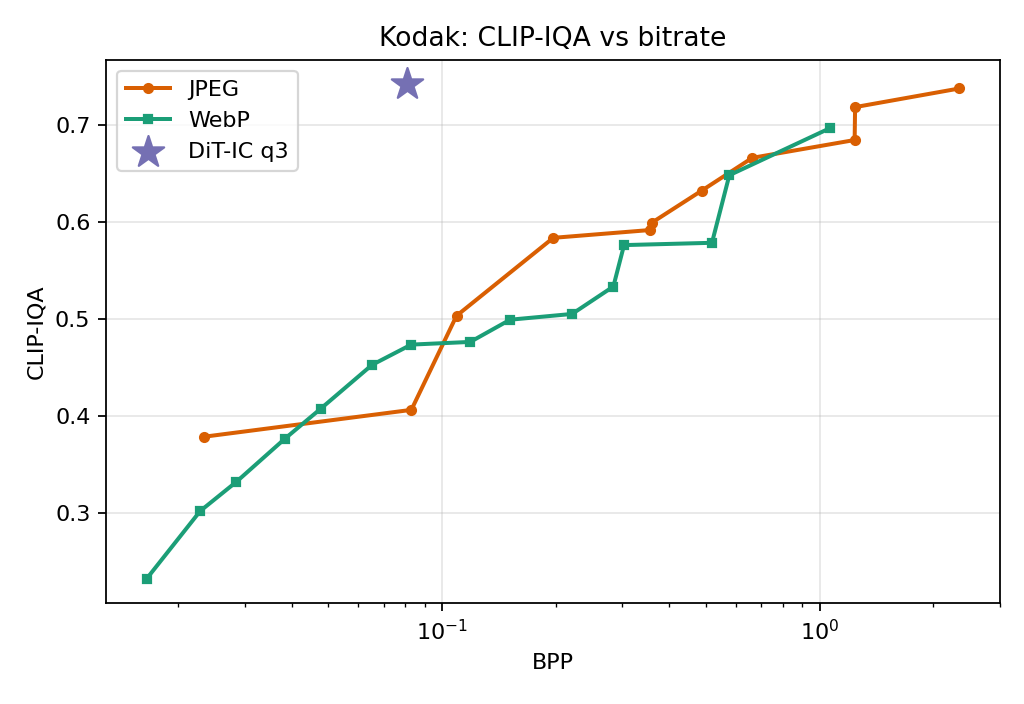 Kodak: CLIP-IQA vs bitrate
JPEG
WebP
DiT-IC q3
CLIP-IQA
0.7
0.6
0.5
0.4
0.3
10⁻¹
10⁰
BPP